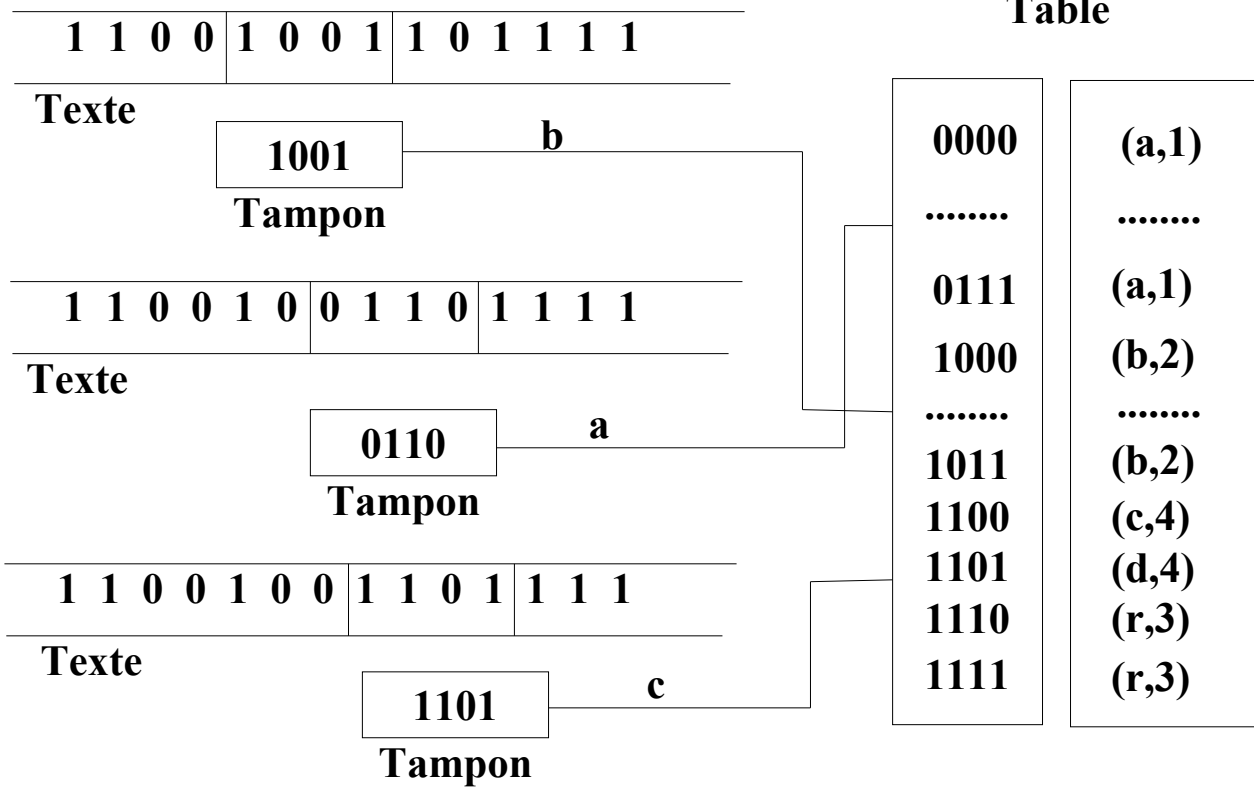 Table
1 1 0 0 1 0 0 1 1 0 1 1 1 1
Texte
1001
b
Tampon
1 1 0 0 1 0 0 1 1 0 1 1 1 1
Texte
0110
a
Tampon
1 1 0 0 1 0 0 1 1 0 1 1 1 1
Texte
1101
c
Tampon
0000 (a,1)
........ ........
0111 (a,1)
1000 (b,2)
........ ........
1011 (b,2)
1100 (c,4)
1101 (d,4)
1110 (r,3)
1111 (r,3)